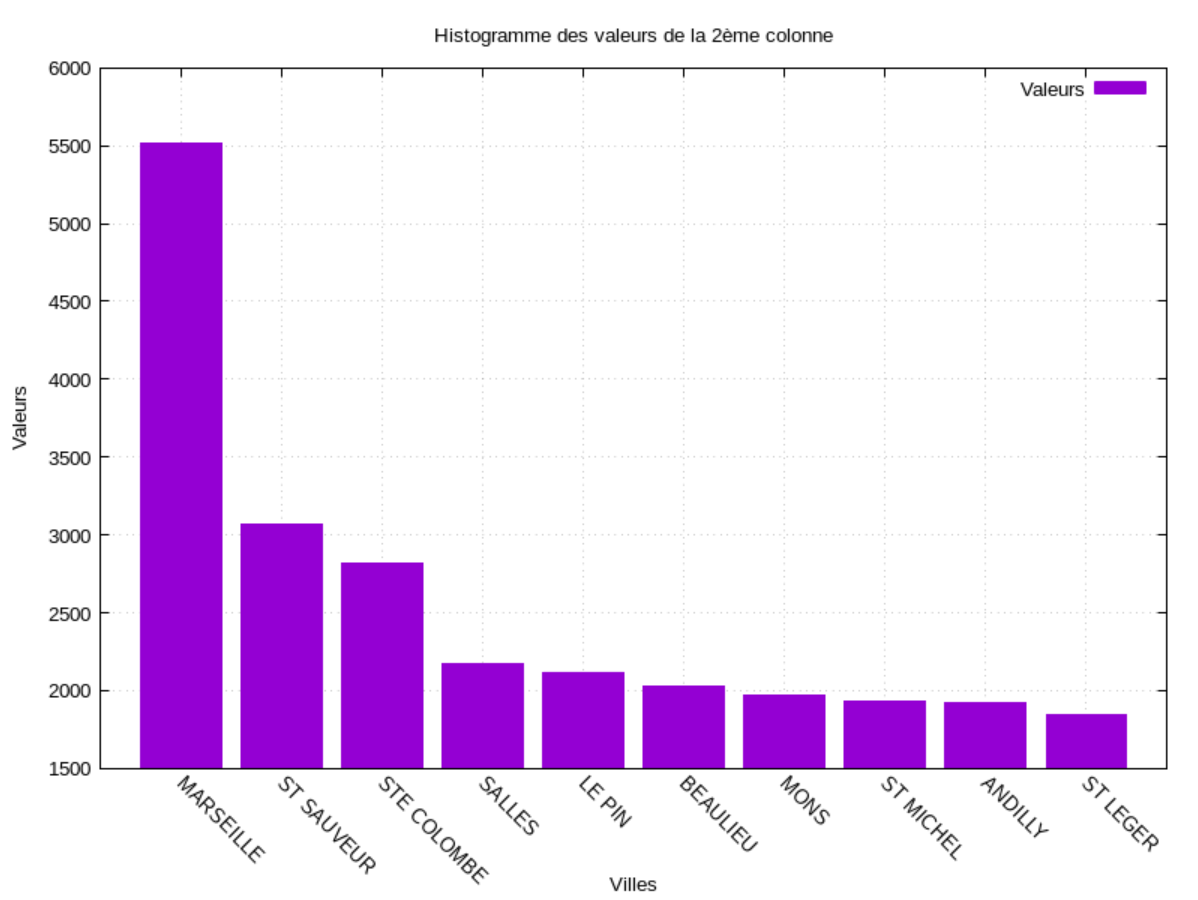 Histogramme des valeurs de la 2ème colonne
Valeurs
6000
5500
5000
4500
4000
3500
3000
2500
2000
1500
Valeurs
MARSEILLE
ST SAUVEUR
STE COLOMBE
SALLES
LE PIN
BEAULIEU
MONS
ST MICHEL
ANDILLY
ST LEGER
Villes